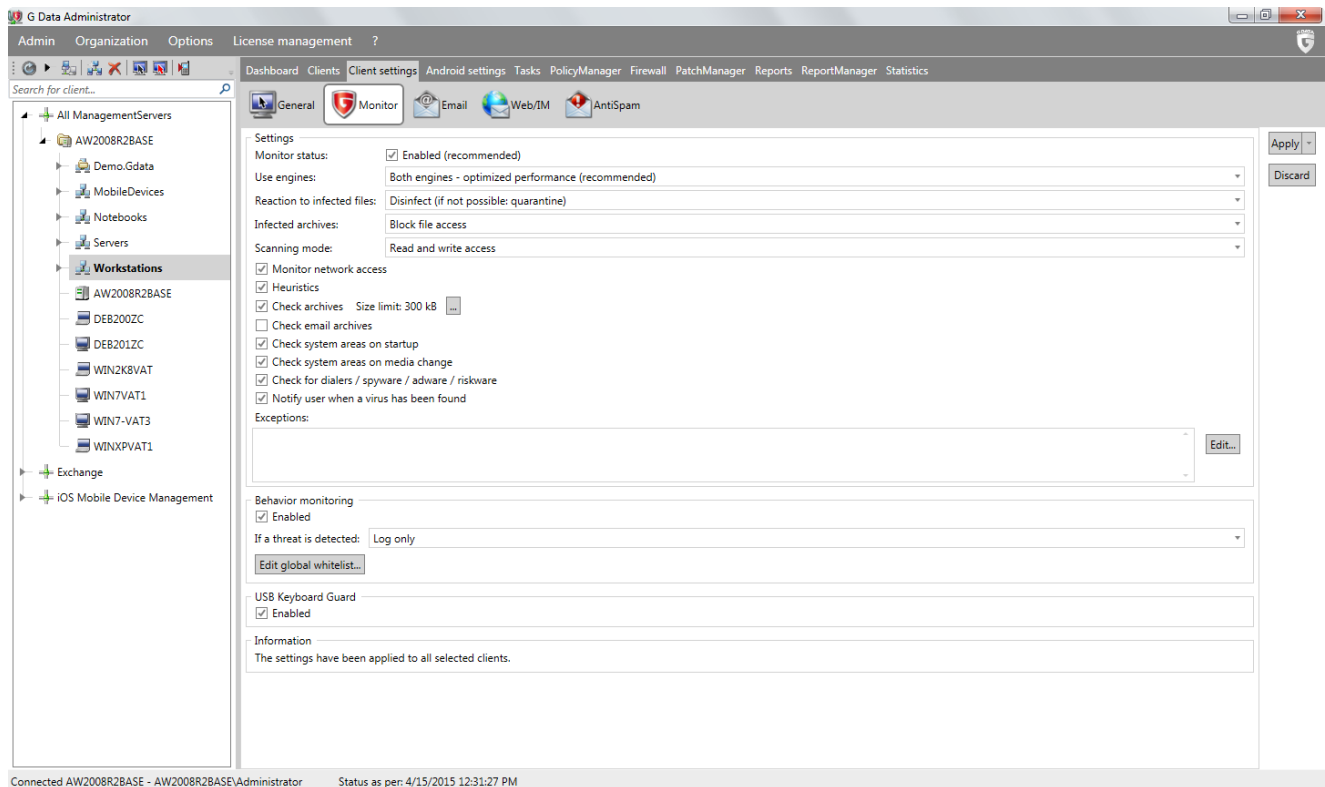 G Data Administrator
Admin Organization Options License management ?
G DATA
Dashboard Clients Client settings Android settings Tasks PolicyManager Firewall PatchManager Reports ReportManager Statistics
Search for client...
General Monitor Email Web/IM AntiSpam
All ManagementServers
AW2008R2BASE
Demo.Gdata
MobileDevices
Notebooks
Servers
Workstations
AW2008R2BASE
DEB200ZC
DEB201ZC
WIN2K8VAT
WIN7VAT1
WIN7-VAT3
WINXPVAT1
Exchange
iOS Mobile Device Management
Settings
Monitor status: Enabled (recommended)
Use engines: Both engines - optimized performance (recommended)
Reaction to infected files: Disinfect (if not possible: quarantine)
Infected archives: Block file access
Scanning mode: Read and write access
Monitor network access
Heuristics
Check archives Size limit: 300 kB ...
Check email archives
Check system areas on startup
Check system areas on media change
Check for dialers / spyware / adware / riskware
Notify user when a virus has been found
Exceptions:
Edit...
Behavior monitoring
Enabled
If a threat is detected: Log only
Edit global whitelist...
USB Keyboard Guard
Enabled
Information
The settings have been applied to all selected clients.
Apply
Discard
Connected AW2008R2BASE - AW2008R2BASE\Administrator Status as per: 4/15/2015 12:31:27 PM